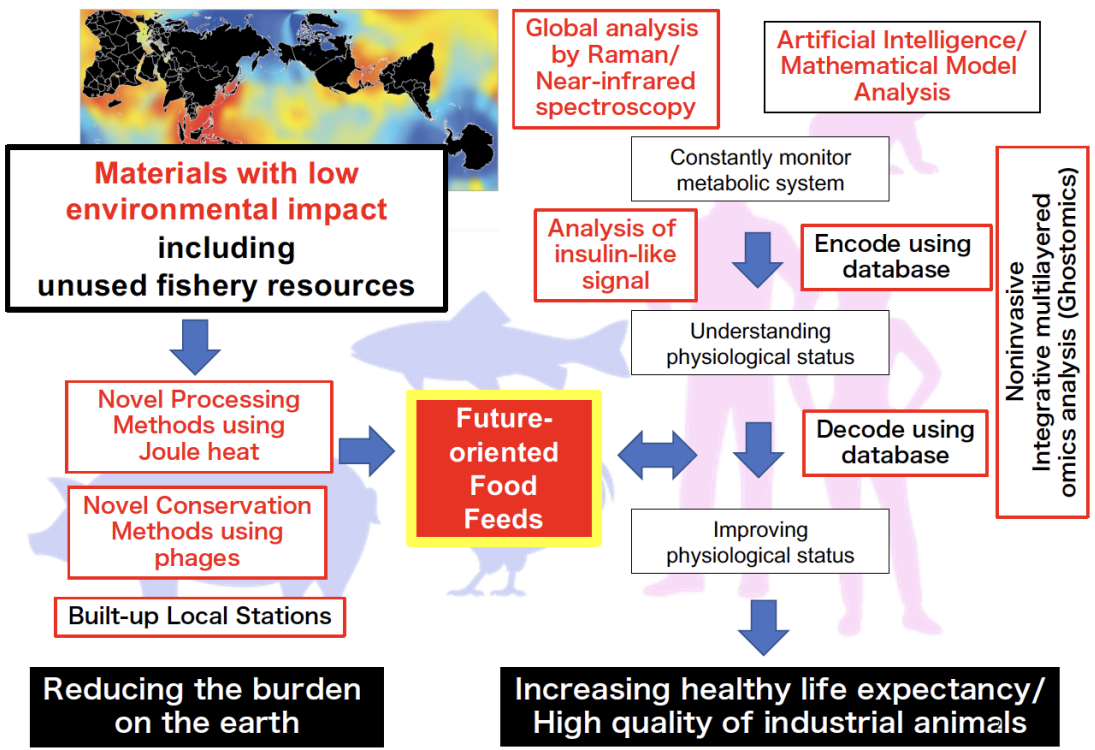 Global analysis
by Raman/
Near-infrared
spectroscopy
Artificial Intelligence/
Mathematical Model
Analysis
Materials with low
environmental impact
including
unused fishery resources
Constantly monitor
metabolic system
Analysis of
insulin-like
signal
Encode using
database
Noninvasive
Integrative multilayered
omics analysis (Ghostomics)
Understanding
physiological status
Novel Processing
Methods using
Joule heat
Future-
oriented
Food
Feeds
Decode using
database
Novel Conservation
Methods using
phages
Improving
physiological status
Built-up Local Stations
Reducing the burden
on the earth
Increasing healthy life expectancy/
High quality of industrial animals